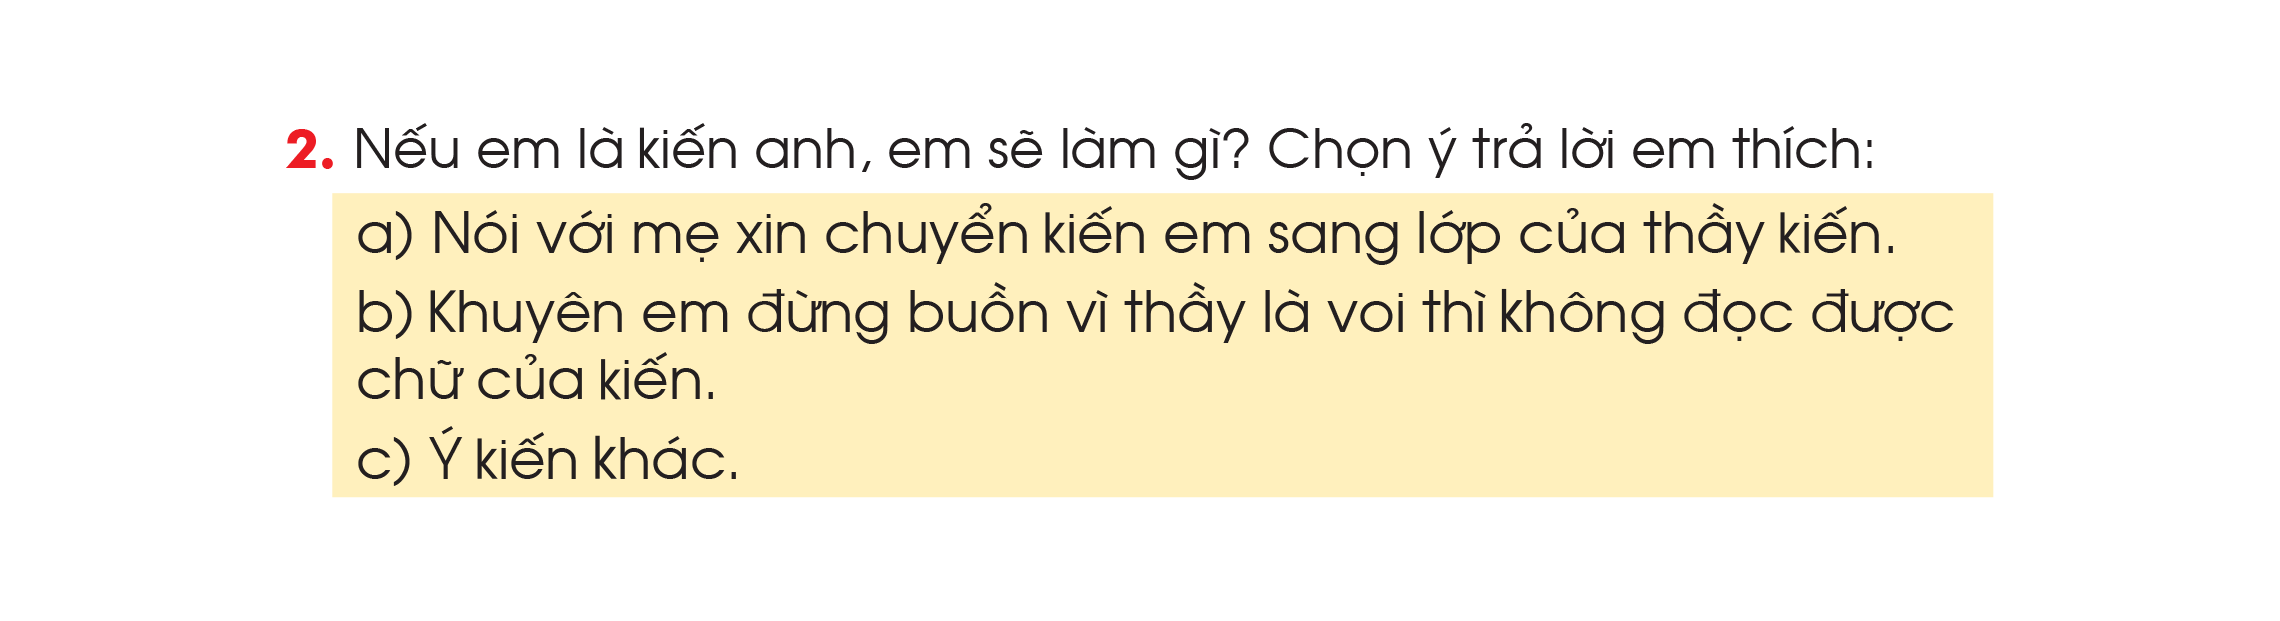 2. Nếu em là kiến anh, em sẽ làm gì? Chọn ý trả lời em thích:
a) Nói với mẹ xin chuyển kiến em sang lớp của thầy kiến.
b) Khuyên em đừng buồn vì thầy là voi thì không đọc được
chữ của kiến.
c) Ý kiến khác.